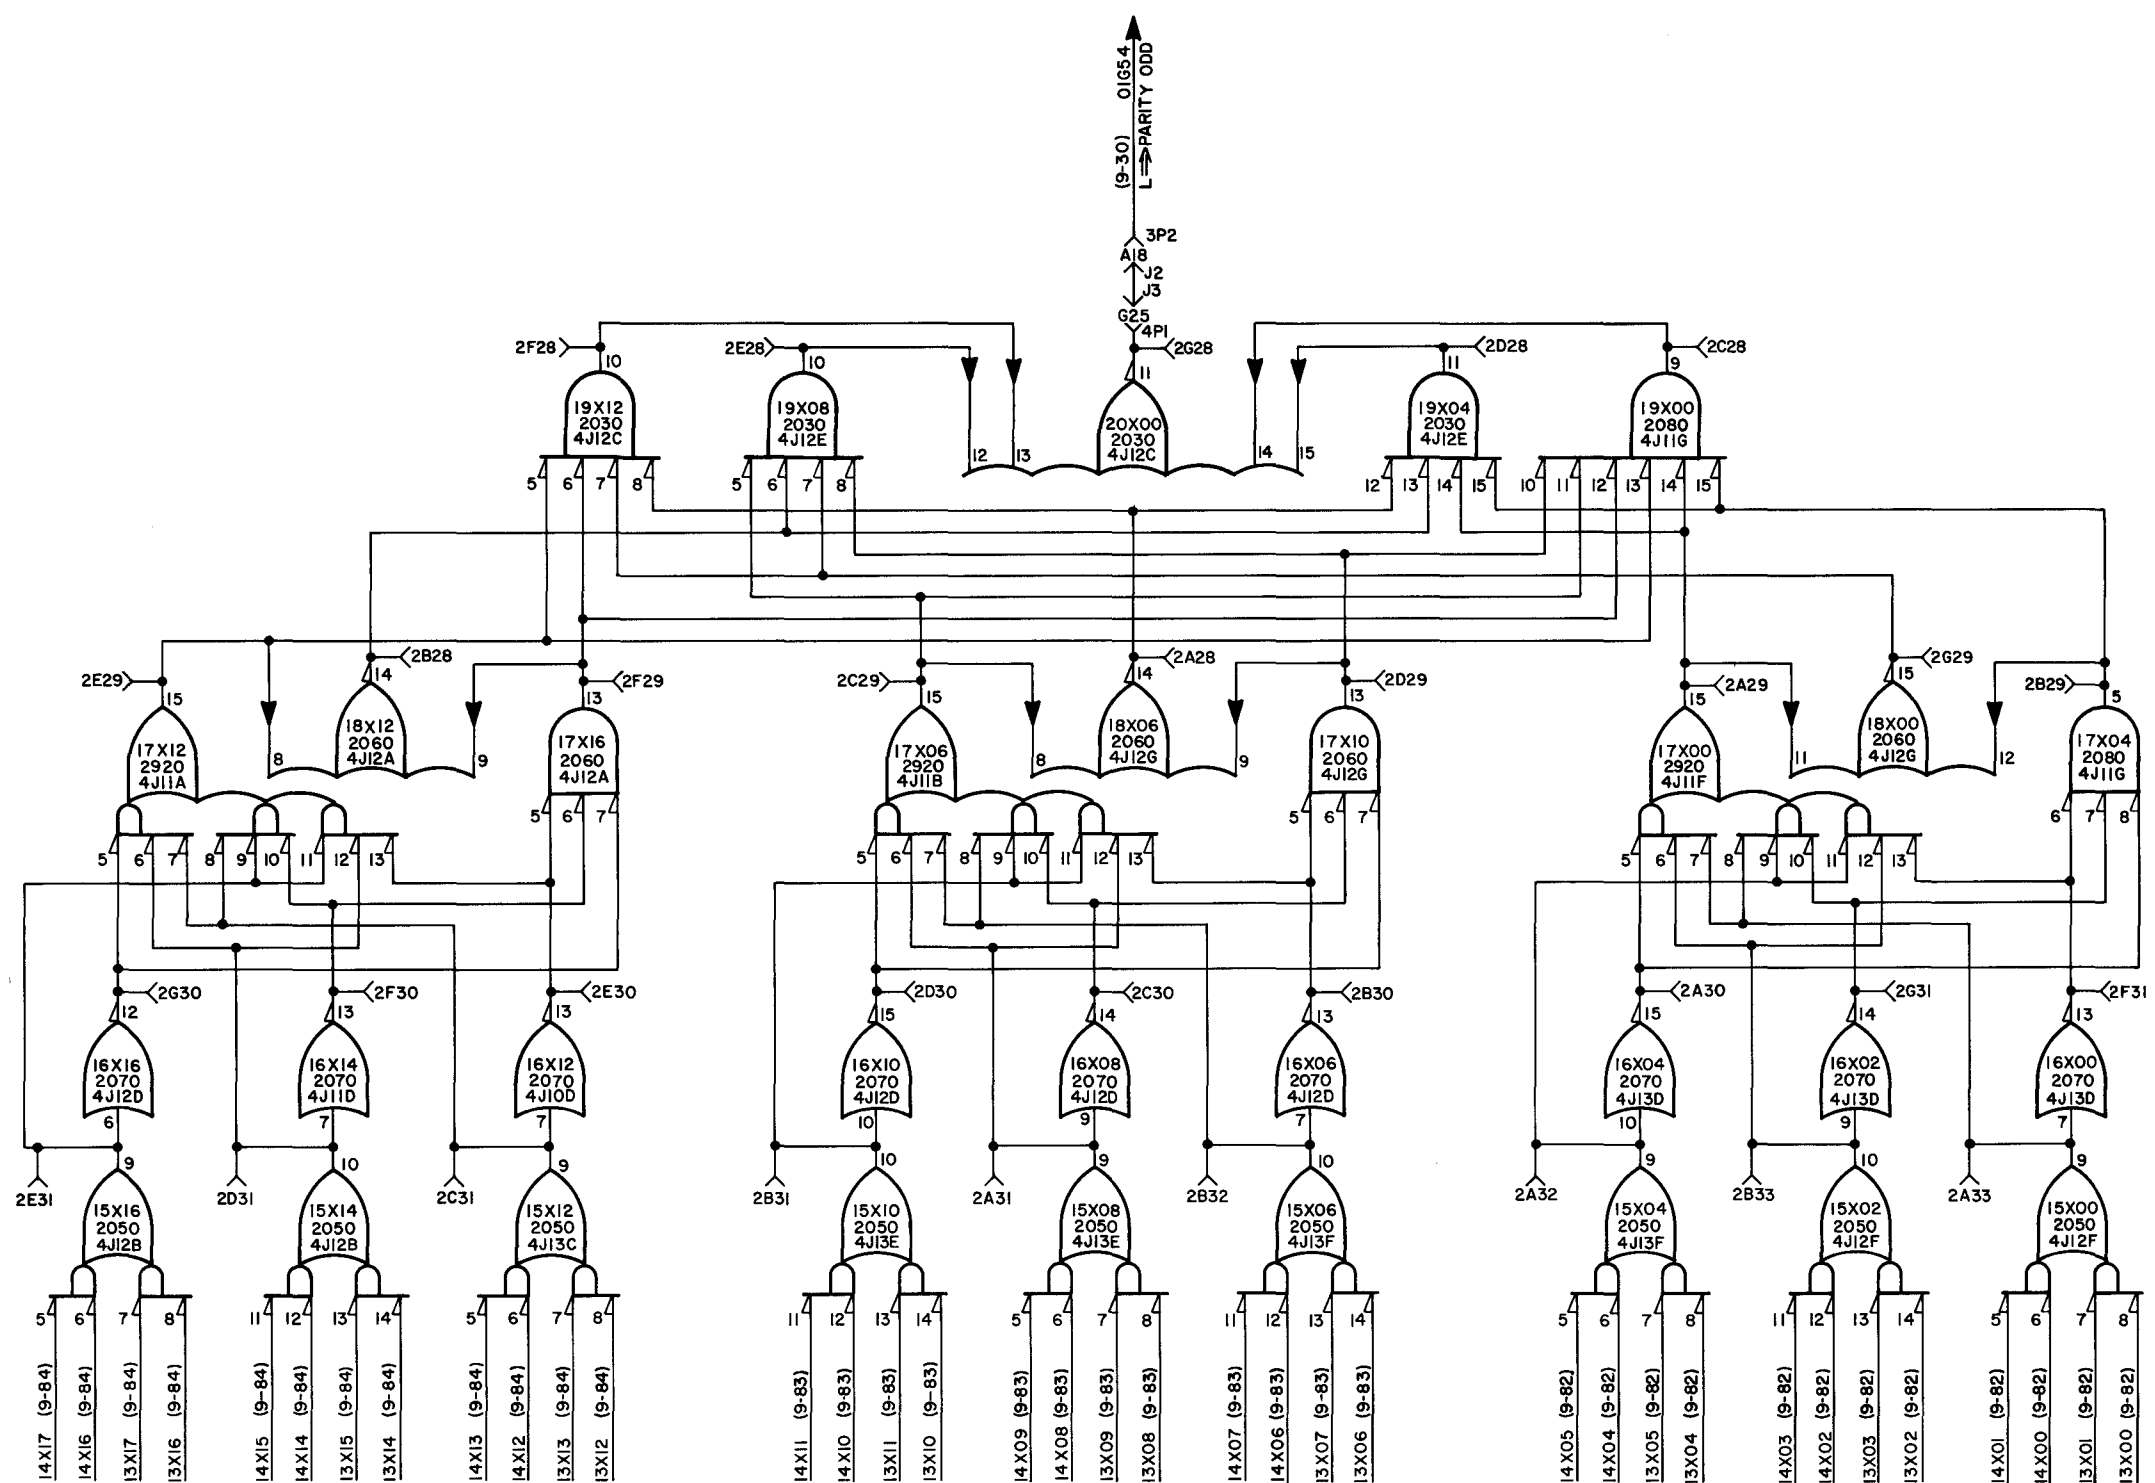 (9-30) 01G54
L⟹PARITY ODD
3P2
A18
J2
J3
G25
4P1
2F28
2E28
2G28
2D28
2C28
10
10
11
11
9
19X12
2030
4J12C
19X08
2030
4J12E
20X00
2030
4J12C
19X04
2030
4J12E
19X00
2080
4J11G
12 13 14 15
5 6 7 8
5 6 7 8
12 13 14 15
10 11 12 13 14 15
2E29
2B28
2F29
2C29
2A28
2D29
2A29
2G29
2B29
15
14
13
15
14
13
15
15
5
17X12
2920
4J11A
18X12
2060
4J12A
17X16
2060
4J12A
17X06
2920
4J11B
18X06
2060
4J12G
17X10
2060
4J12G
17X00
2920
4J11F
18X00
2060
4J12G
17X04
2080
4J11G
8 9
8 9
11 12
5 6 7
5 6 7
6 7 8
5 6 7 8 9 10 11 12 13
5 6 7 8 9 10 11 12 13
5 6 7 8 9 10 11 12 13
2G30
2F30
2E30
2D30
2C30
2B30
2A30
2G31
2F31
12
13
13
15
14
13
15
14
13
16X16
2070
4J12D
16X14
2070
4J11D
16X12
2070
4J10D
16X10
2070
4J12D
16X08
2070
4J12D
16X06
2070
4J12D
16X04
2070
4J13D
16X02
2070
4J13D
16X00
2070
4J13D
6
7
7
10
9
7
10
9
7
9
10
9
10
9
10
9
10
9
2E31
2D31
2C31
2B31
2A31
2B32
2A32
2B33
2A33
15X16
2050
4J12B
15X14
2050
4J12B
15X12
2050
4J13C
15X10
2050
4J13E
15X08
2050
4J13E
15X06
2050
4J13F
15X04
2050
4J13F
15X02
2050
4J12F
15X00
2050
4J12F
5 6 7 8
11 12 13 14
5 6 7 8
11 12 13 14
5 6 7 8
11 12 13 14
5 6 7 8
11 12 13 14
5 6 7 8
14X17 (9-84)
14X16 (9-84)
13X17 (9-84)
13X16 (9-84)
14X15 (9-84)
14X14 (9-84)
13X15 (9-84)
13X14 (9-84)
14X13 (9-84)
14X12 (9-84)
13X13 (9-84)
13X12 (9-84)
14X11 (9-83)
14X10 (9-83)
13X11 (9-83)
13X10 (9-83)
14X09 (9-83)
14X08 (9-83)
13X09 (9-83)
13X08 (9-83)
14X07 (9-83)
14X06 (9-83)
13X07 (9-83)
13X06 (9-83)
14X05 (9-82)
14X04 (9-82)
13X05 (9-82)
13X04 (9-82)
14X03 (9-82)
14X02 (9-82)
13X03 (9-82)
13X02 (9-82)
14X01 (9-82)
14X00 (9-82)
13X01 (9-82)
13X00 (9-82)